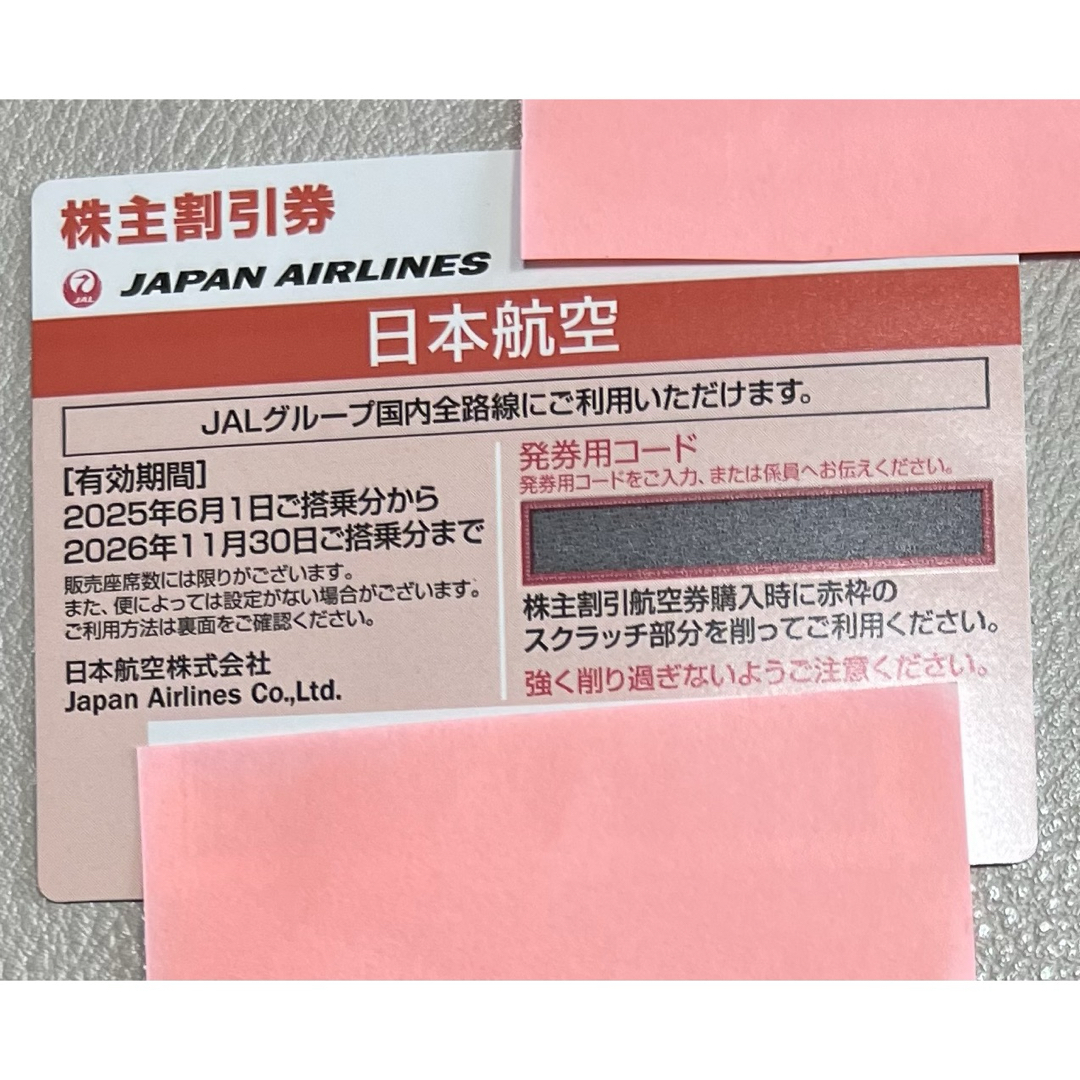 株主割引券
JAL
JAPAN AIRLINES
日本航空
JALグループ国内全路線にご利用いただけます。
[有効期間]
2025年6月1日ご搭乗分から
2026年11月30日ご搭乗分まで
販売座席数には限りがございます。
また、便によっては設定がない場合がございます。
ご利用方法は裏面をご確認ください。
日本航空株式会社
Japan Airlines Co.,Ltd.
発券用コード
発券用コードをご入力、または係員へお伝えください。
株主割引航空券購入時に赤枠の
スクラッチ部分を削ってご利用ください。
強く削り過ぎないようご注意ください。